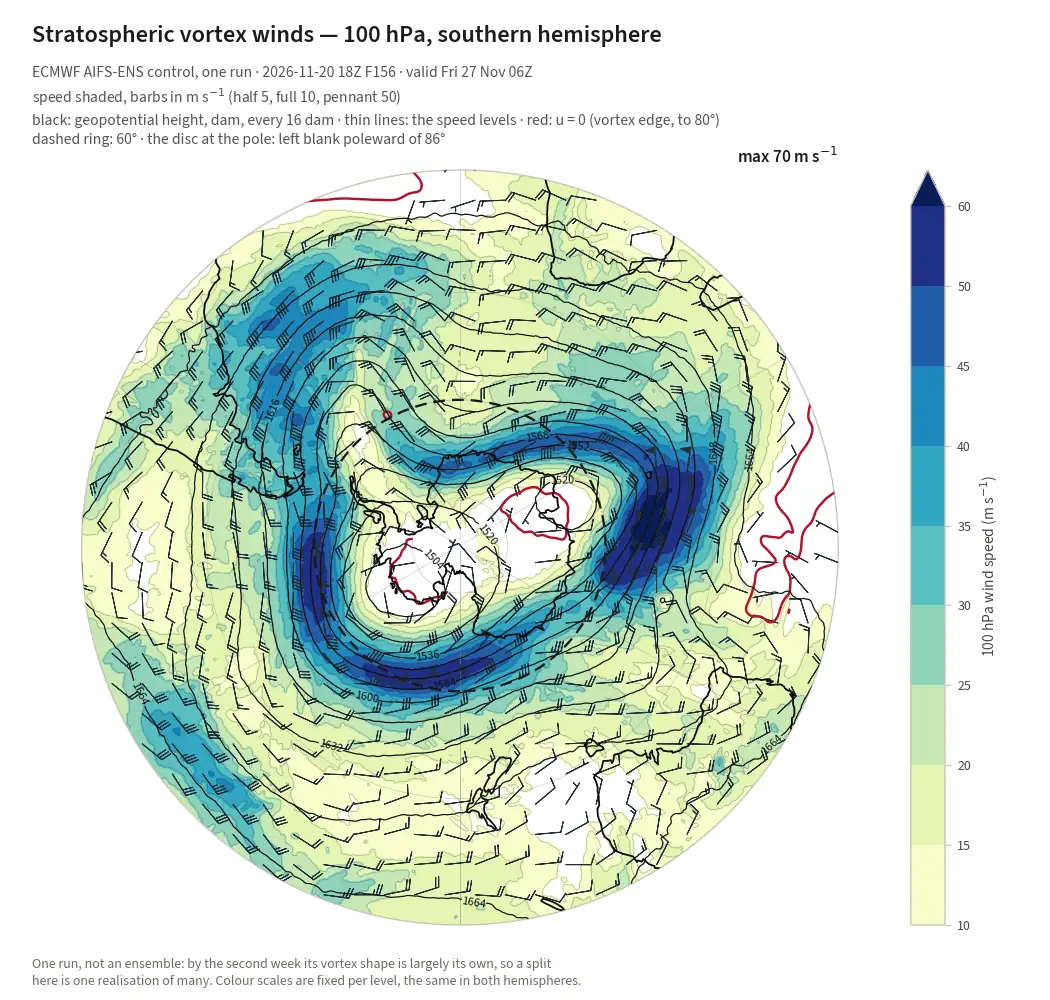 Stratospheric vortex winds — 100 hPa, southern hemisphere
ECMWF AIFS-ENS control, one run · 2026-11-20 18Z F156 · valid Fri 27 Nov 06Z
speed shaded, barbs in m s⁻¹ (half 5, full 10, pennant 50)
black: geopotential height, dam, every 16 dam · thin lines: the speed levels · red: u = 0 (vortex edge, to 80°)
dashed ring: 60° · the disc at the pole: left blank poleward of 86°
max 70 m s⁻¹
60
50
45
40
35
30
25
20
15
10
100 hPa wind speed (m s⁻¹)
1616
1568
1552
1648
1664
1520
1520
1504
1536
1584
1600
1632
1664
1664
1664
One run, not an ensemble: by the second week its vortex shape is largely its own, so a split
here is one realisation of many. Colour scales are fixed per level, the same in both hemispheres.